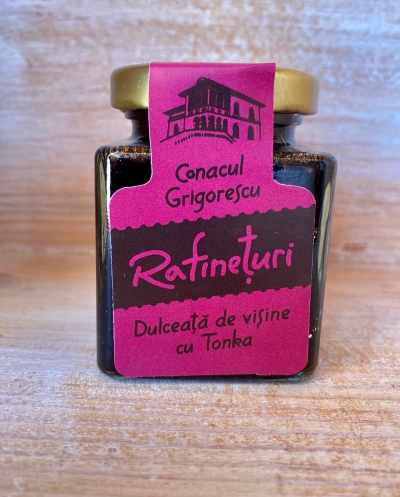 Conacul
Grigorescu
Rafinețuri
Dulceață de vișine
cu Tonka